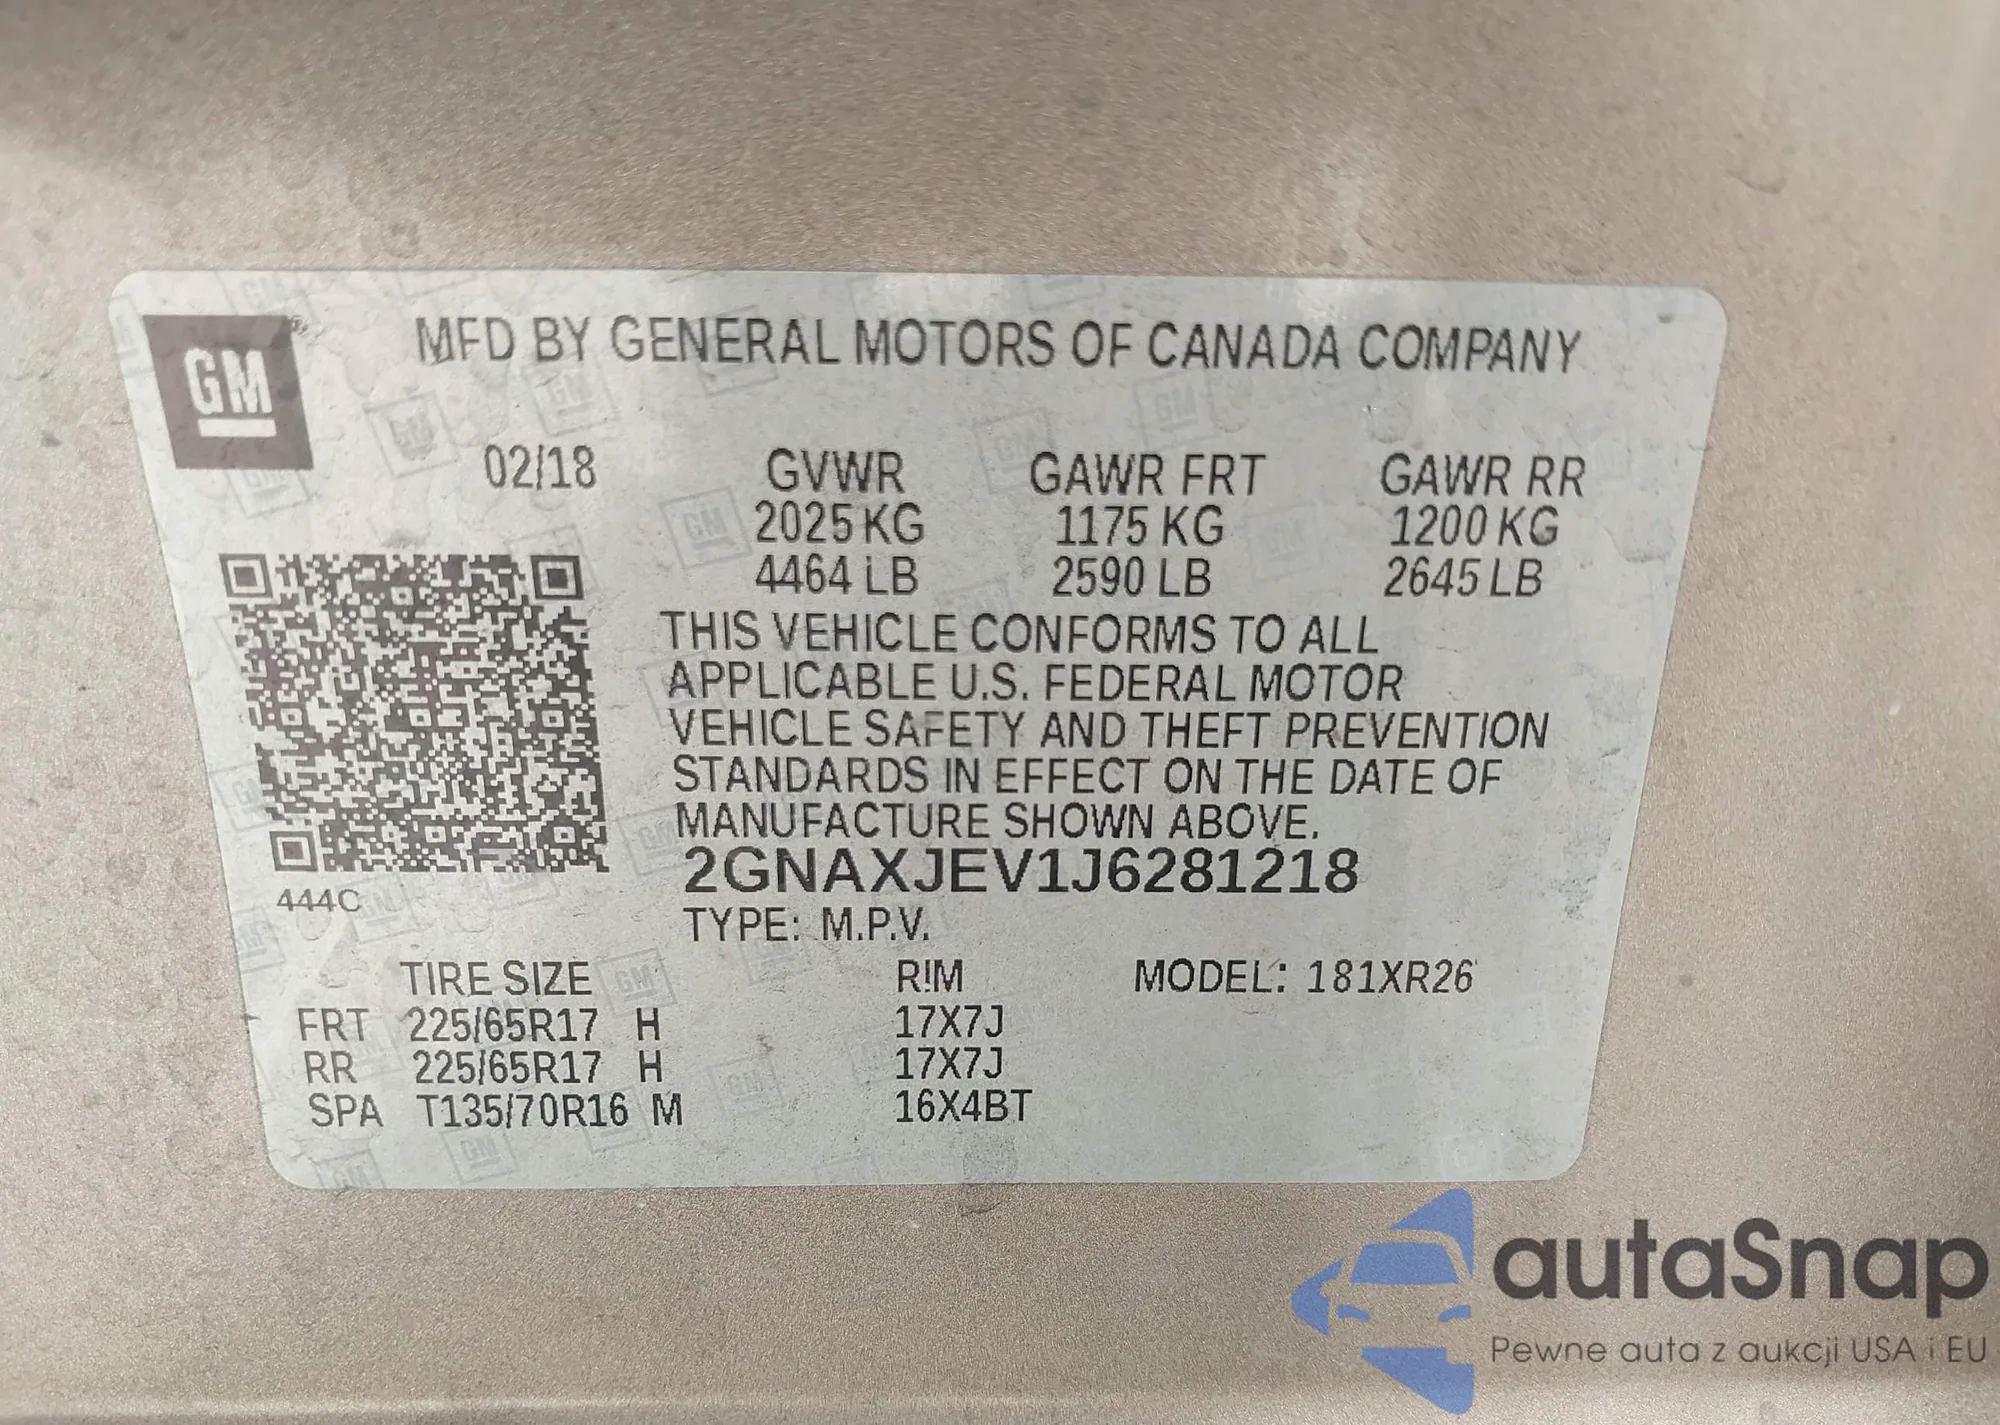 GM
MFD BY GENERAL MOTORS OF CANADA COMPANY
02/18 GVWR GAWR FRT GAWR RR
2025 KG 1175 KG 1200 KG
4464 LB 2590 LB 2645 LB
THIS VEHICLE CONFORMS TO ALL
APPLICABLE U.S. FEDERAL MOTOR
VEHICLE SAFETY AND THEFT PREVENTION
STANDARDS IN EFFECT ON THE DATE OF
MANUFACTURE SHOWN ABOVE.
2GNAXJEV1J6281218
444C
TYPE: M.P.V.
TIRE SIZE RIM MODEL: 181XR26
FRT 225/65R17 H 17X7J
RR 225/65R17 H 17X7J
SPA T135/70R16 M 16X4BT
autaSnap
Pewne auta z aukcji USA i EU